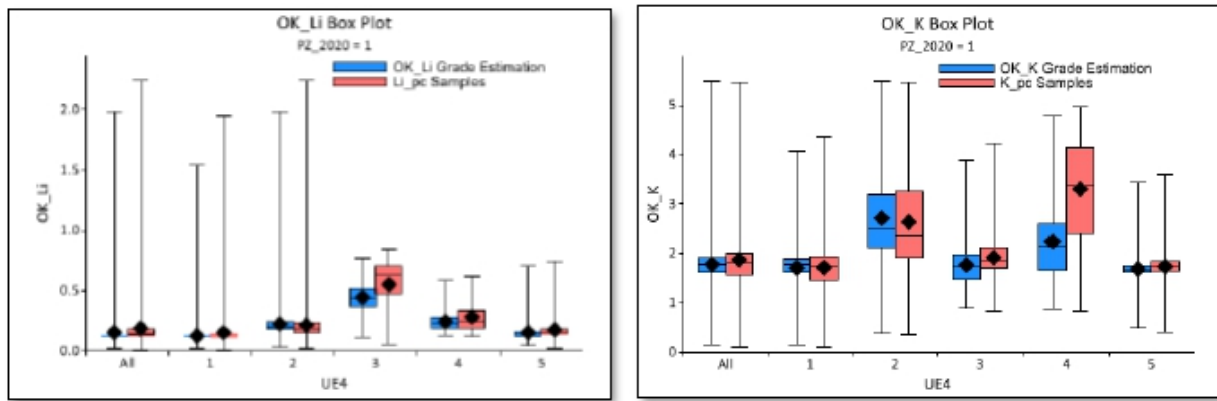 OK_Li Box Plot
PZ_2020 = 1
OK_Li Grade Estimation
Li_pc Samples
OK_Li
2.0
1.5
1.0
0.5
0.0
All 1 2 3 4 5
UE4
OK_K Box Plot
PZ_2020 = 1
OK_K Grade Estimation
K_pc Samples
OK_K
5
4
3
2
1
0
All 1 2 3 4 5
UE4